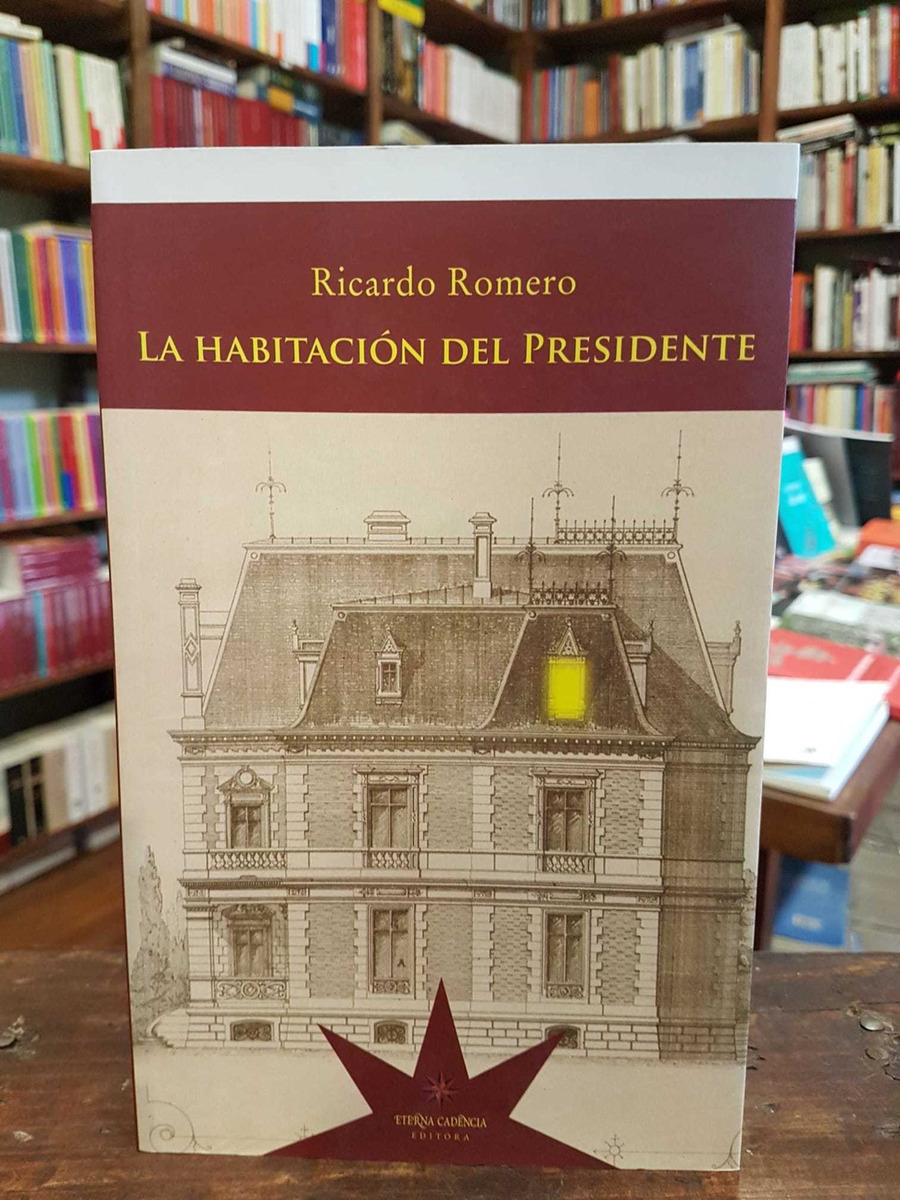 Ricardo Romero
LA HABITACIÓN DEL PRESIDENTE
ETERNA CADENCIA
EDITORA